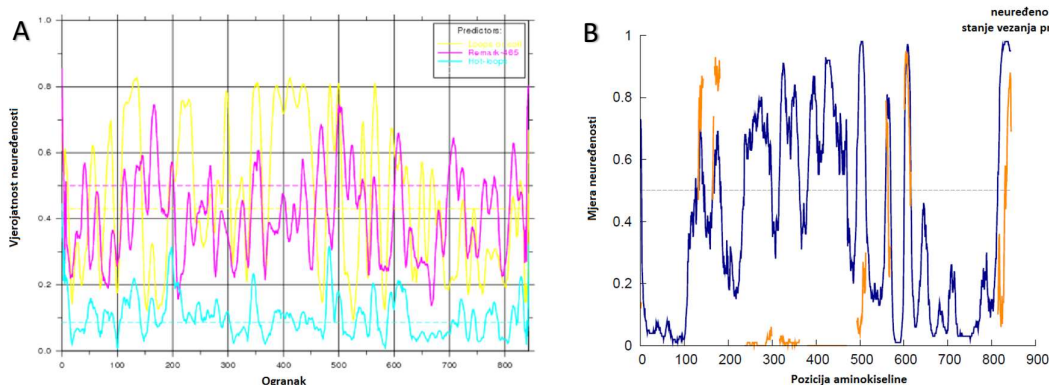 A
Vjerojatnost neuređenosti
1.0
0.8
0.6
0.4
0.2
0.0
Predictors:
Remark-465
Hot-loops
0 100 200 300 400 500 600 700 800
Ogranak
B
neuređeno
stanje vezanja pr
Mjera neuređenosti
1
0.8
0.6
0.4
0.2
0
0 100 200 300 400 500 600 700 800 900
Pozicija aminokiseline